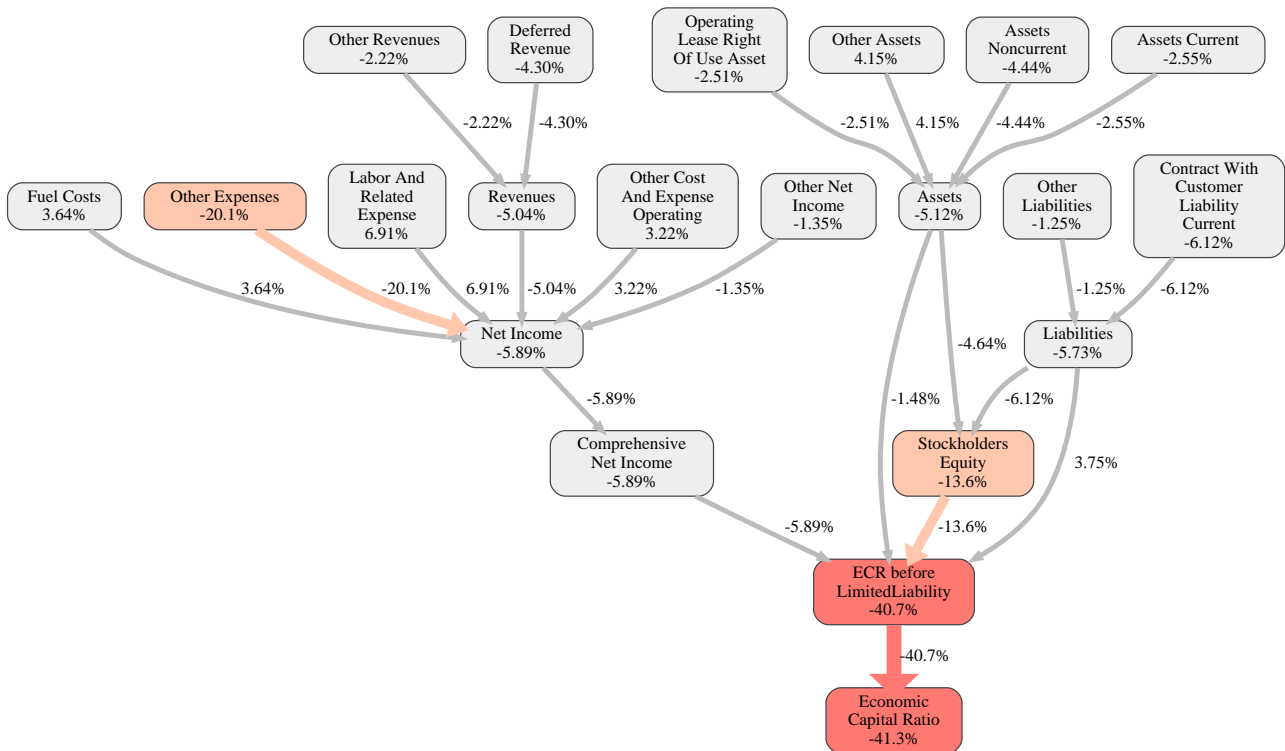 Other Revenues
-2.22%
Deferred
Revenue
-4.30%
Operating
Lease Right
Of Use Asset
-2.51%
Other Assets
4.15%
Assets
Noncurrent
-4.44%
Assets Current
-2.55%
-2.22%
-4.30%
-2.51%
4.15%
-4.44%
-2.55%
Fuel Costs
3.64%
Other Expenses
-20.1%
Labor And
Related
Expense
6.91%
Revenues
-5.04%
Other Cost
And Expense
Operating
3.22%
Other Net
Income
-1.35%
Assets
-5.12%
Other
Liabilities
-1.25%
Contract With
Customer
Liability
Current
-6.12%
3.64%
-20.1%
6.91%
-5.04%
3.22%
-1.35%
-1.25%
-6.12%
Net Income
-5.89%
-4.64%
Liabilities
-5.73%
-5.89%
-1.48%
-6.12%
Comprehensive
Net Income
-5.89%
Stockholders
Equity
-13.6%
3.75%
-5.89%
-13.6%
ECR before
LimitedLiability
-40.7%
-40.7%
Economic
Capital Ratio
-41.3%